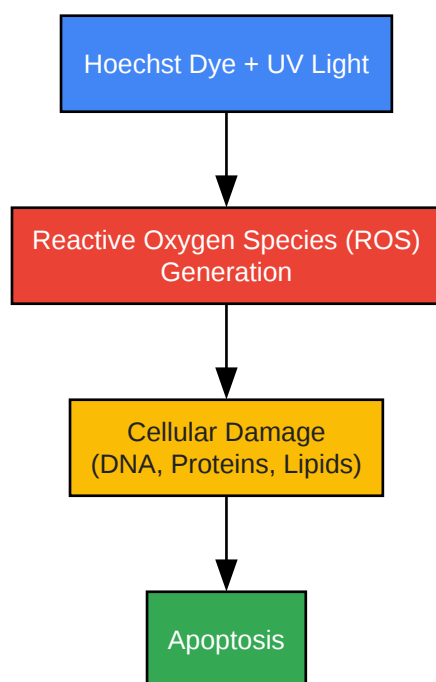 Hoechst Dye + UV Light
Reactive Oxygen Species (ROS)
Generation
Cellular Damage
(DNA, Proteins, Lipids)
Apoptosis